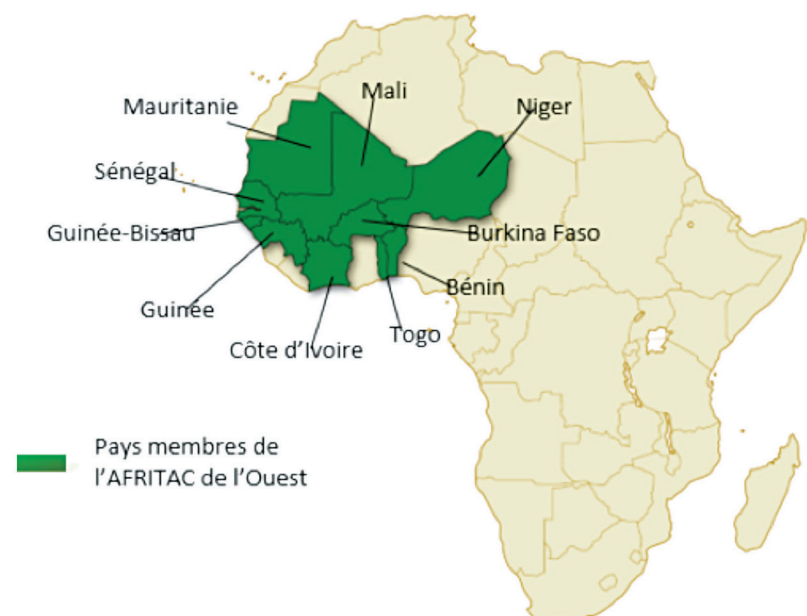 Mali
Mauritanie
Niger
Sénégal
Guinée-Bissau
Burkina Faso
Bénin
Guinée
Togo
Côte d’Ivoire
Pays membres de
l’AFRITAC de l’Ouest